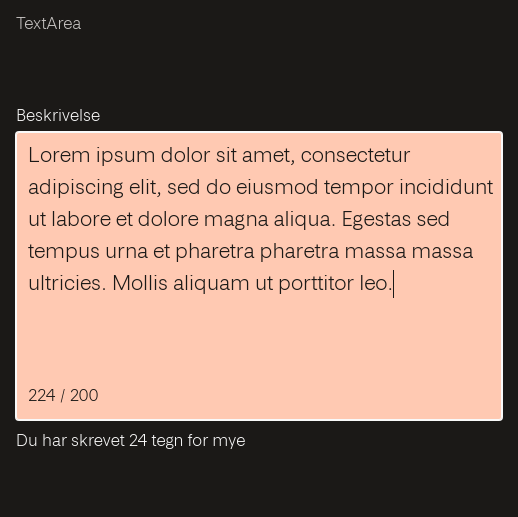 TextArea
Beskrivelse
Lorem ipsum dolor sit amet, consectetur
adipiscing elit, sed do eiusmod tempor incididunt
ut labore et dolore magna aliqua. Egestas sed
tempus urna et pharetra pharetra massa massa
ultricies. Mollis aliquam ut porttitor leo.
224 / 200
Du har skrevet 24 tegn for mye